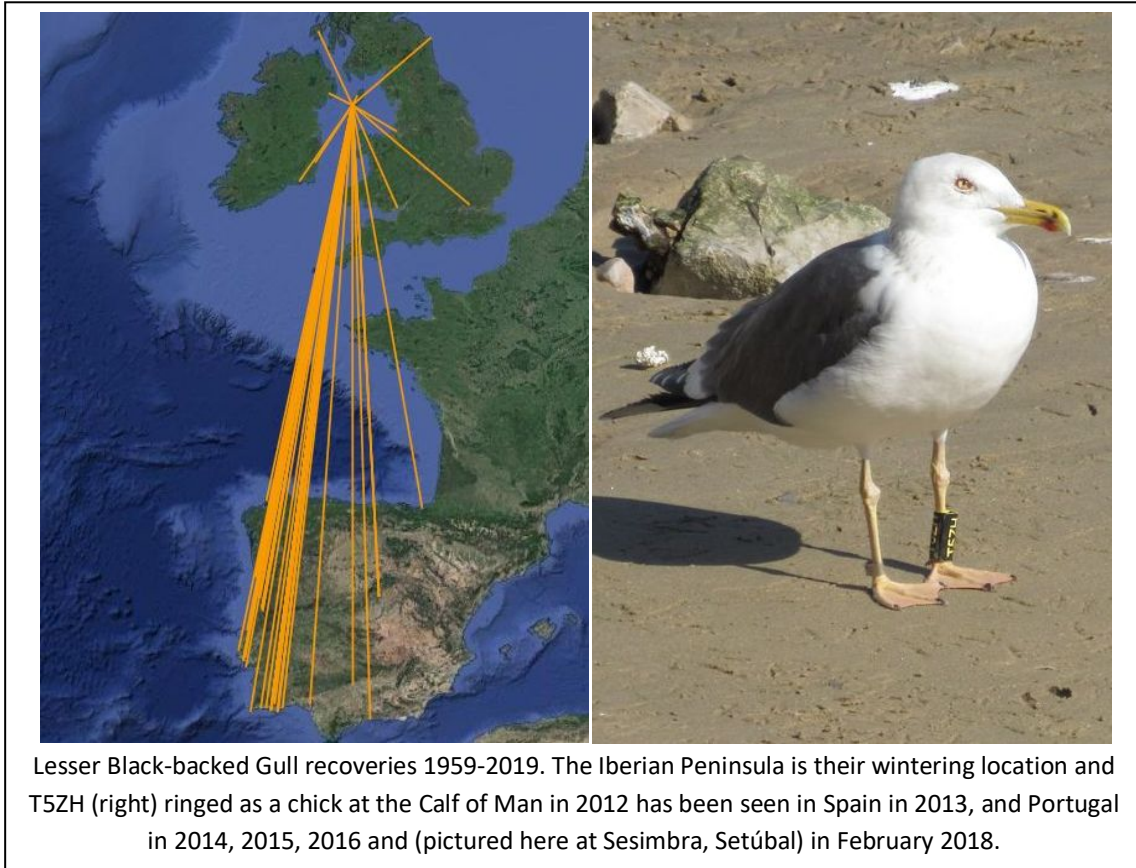 T5ZH
Lesser Black-backed Gull recoveries 1959-2019. The Iberian Peninsula is their wintering location and
T5ZH (right) ringed as a chick at the Calf of Man in 2012 has been seen in Spain in 2013, and Portugal
in 2014, 2015, 2016 and (pictured here at Sesimbra, Setúbal) in February 2018.